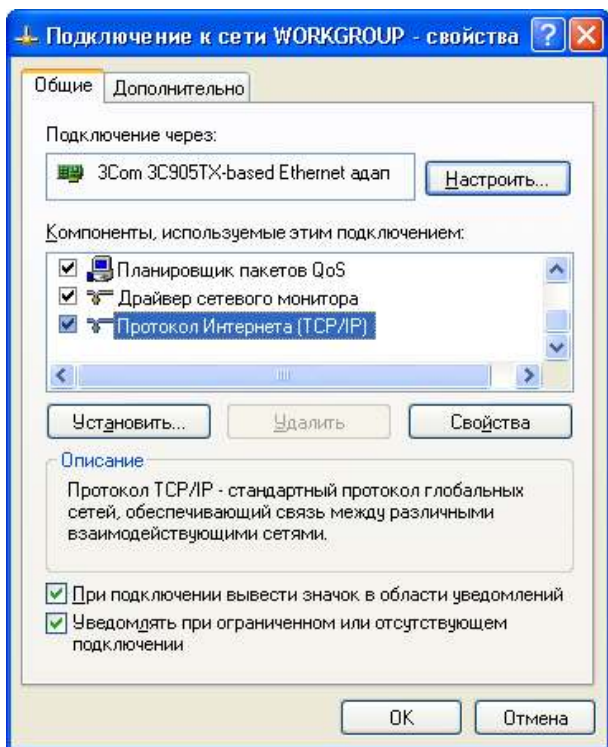 Подключение к сети WORKGROUP - свойства
Общие
Дополнительно
Подключение через:
3Com 3C905TX-based Ethernet адап
Настроить...
Компоненты, используемые этим подключением:
Планировщик пакетов QoS
Драйвер сетевого монитора
Протокол Интернета (TCP/IP)
Установить...
Удалить
Свойства
Описание
Протокол TCP/IP - стандартный протокол глобальных
сетей, обеспечивающий связь между различными
взаимодействующими сетями.
При подключении вывести значок в области уведомлений
Уведомлять при ограниченном или отсутствующем
подключении
OK
Отмена